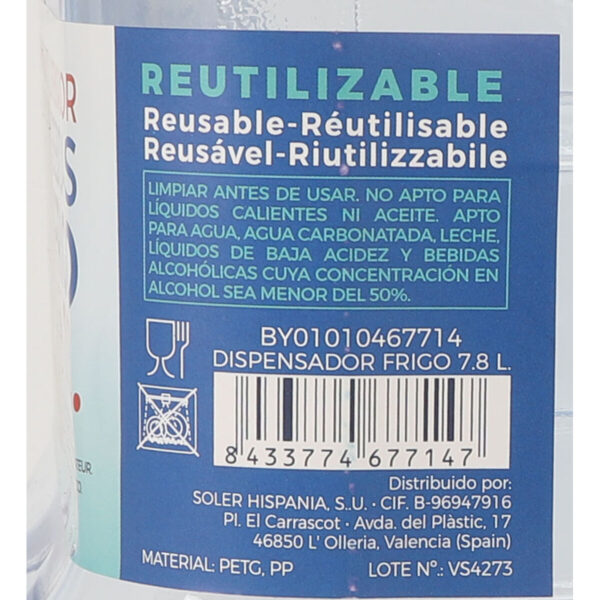 REUTILIZABLE
Reusable-Réutilisable
Reusável-Riutilizzabile
LIMPIAR ANTES DE USAR. NO APTO PARA
LÍQUIDOS CALIENTES NI ACEITE. APTO
PARA AGUA, AGUA CARBONATADA, LECHE,
LÍQUIDOS DE BAJA ACIDEZ Y BEBIDAS
ALCOHÓLICAS CUYA CONCENTRACIÓN EN
ALCOHOL SEA MENOR DEL 50%.
BY01010467714
DISPENSADOR FRIGO 7.8 L.
8 433774 677147
Distribuido por:
SOLER HISPANIA, S.U. · CIF. B-96947916
Pl. El Carrascot · Avda. del Plàstic, 17
46850 L' Olleria, Valencia (Spain)
MATERIAL: PETG, PP LOTE Nº.: VS4273